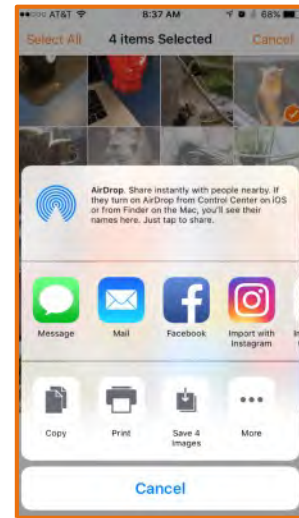 AT&T 8:37 AM 68%
Select All 4 items Selected Cancel
AirDrop. Share instantly with people nearby. If
they turn on AirDrop from Control Center on iOS
or from Finder on the Mac, you'll see their
names here. Just tap to share.
Message Mail Facebook Import with
Instagram
Copy Print Save 4
Images More
Cancel